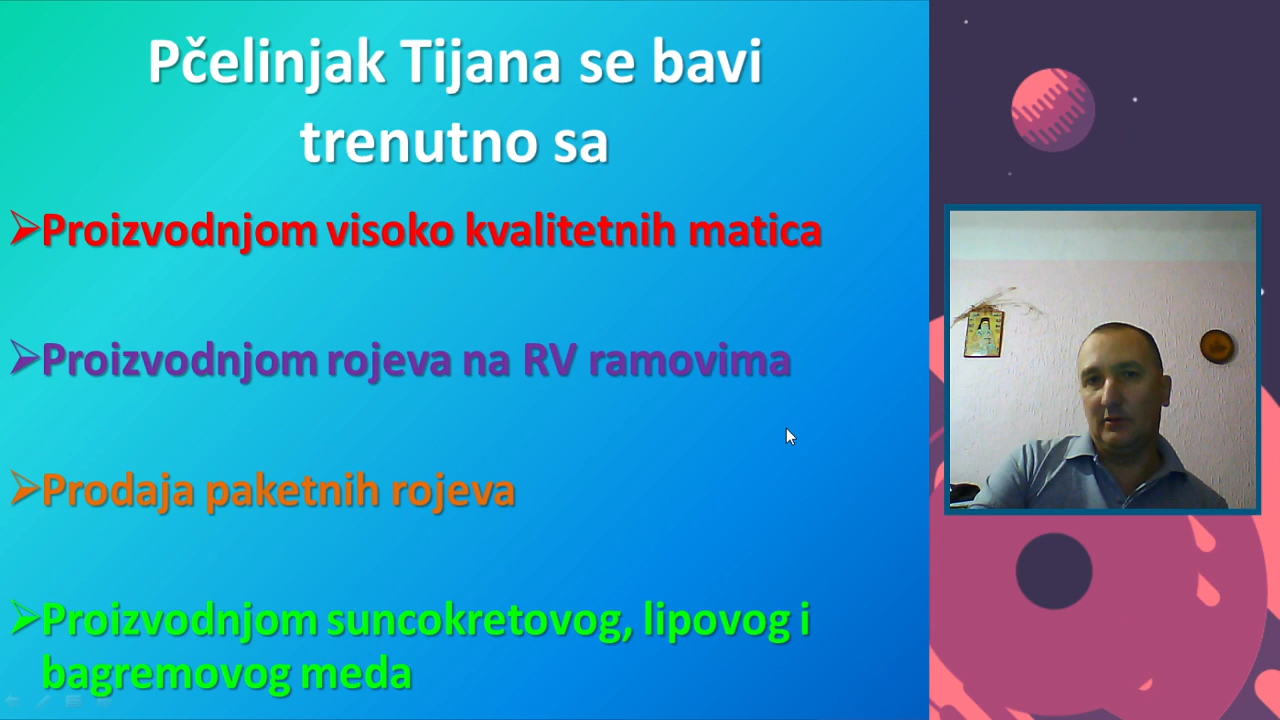 Pčelinjak Tijana se bavi
trenutno sa
Proizvodnjom visoko kvalitetnih matica
Proizvodnjom rojeva na RV ramovima
Prodaja paketnih rojeva
Proizvodnjom suncokretovog, lipovog i
bagremovog meda